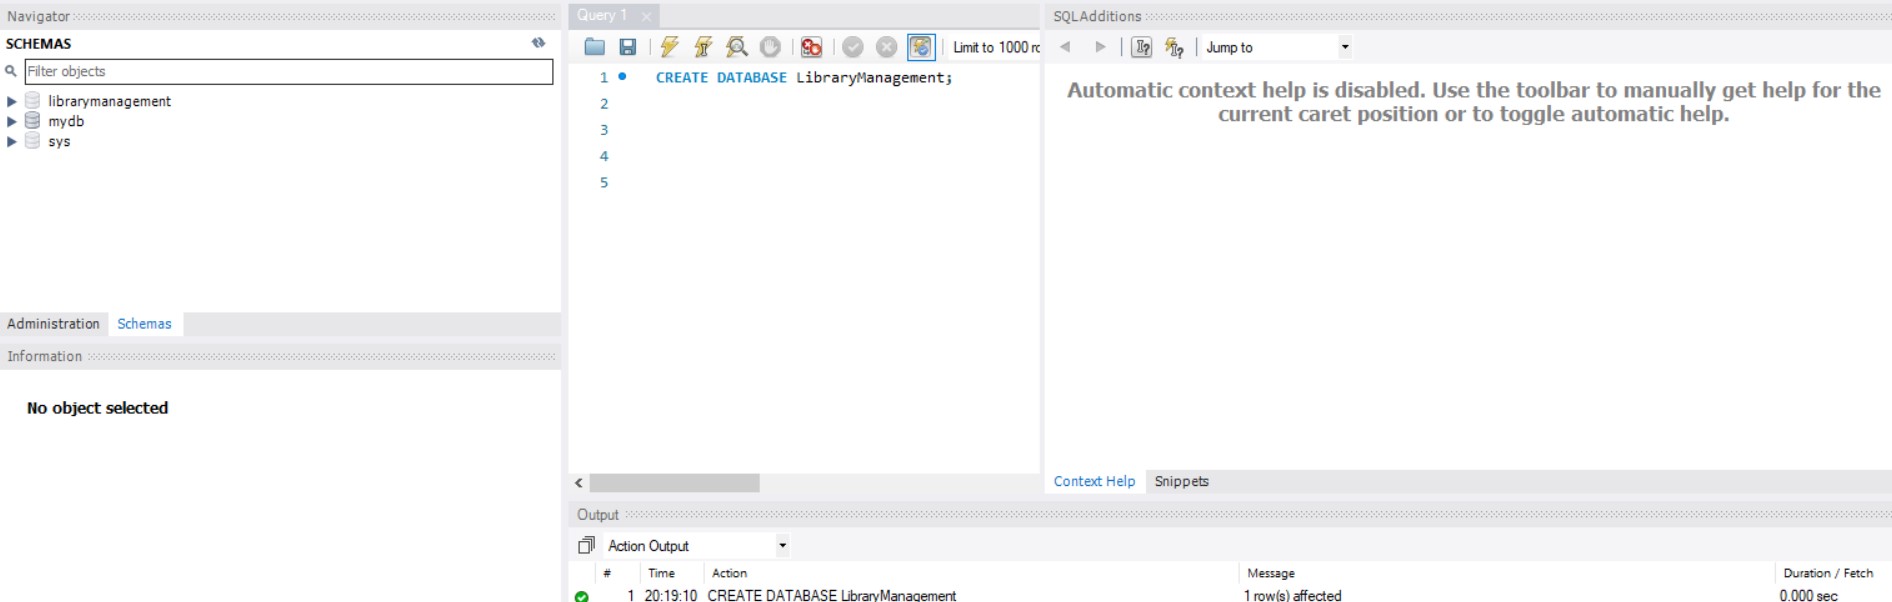 Navigator
SCHEMAS
Filter objects
librarymanagement
mydb
sys
Administration Schemas
Information
No object selected
Query 1
Limit to 1000 rc
1 CREATE DATABASE LibraryManagement;
2
3
4
5
SQLAdditions
Jump to
Automatic context help is disabled. Use the toolbar to manually get help for the
current caret position or to toggle automatic help.
Context Help Snippets
Output
Action Output
# Time Action Message Duration / Fetch
1 20:19:10 CREATE DATABASE LibraryManagement 1 row(s) affected 0.000 sec